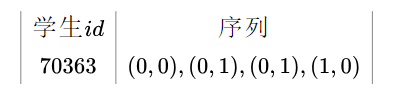 学生id 序列
70363 (0, 0), (0, 1), (0, 1), (1, 0)